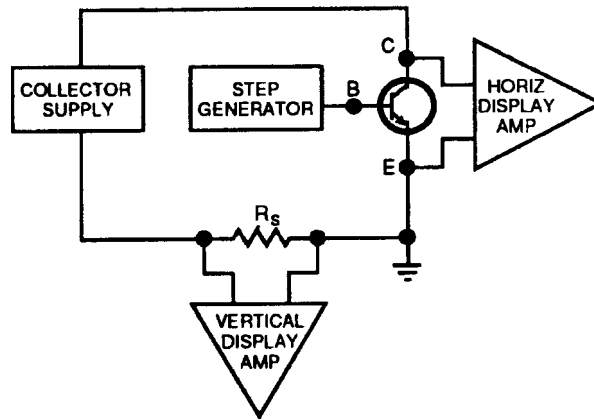 C
COLLECTOR
SUPPLY
STEP
GENERATOR
B
HORIZ
DISPLAY
AMP
E
Rs
VERTICAL
DISPLAY
AMP